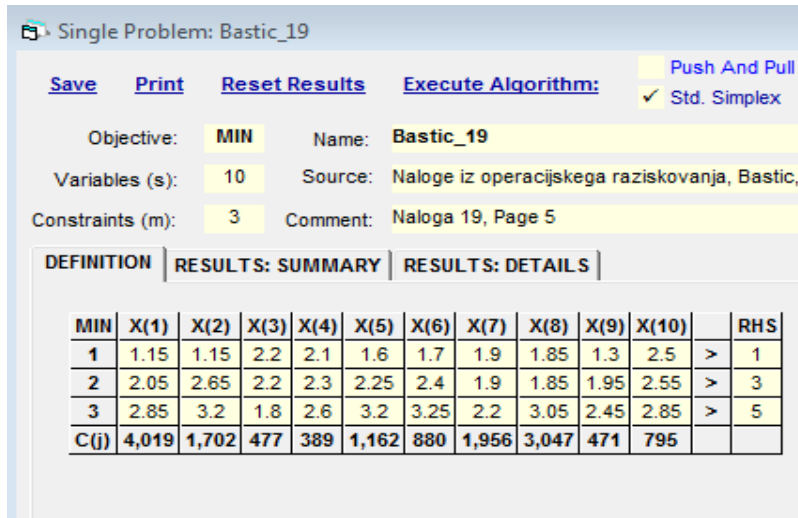 Single Problem: Bastic_19
Save Print Reset Results Execute Algorithm: Push And Pull
✓ Std. Simplex
Objective: MIN Name: Bastic_19
Variables (s): 10 Source: Naloge iz operacijskega raziskovanja, Bastic,
Constraints (m): 3 Comment: Naloga 19, Page 5
DEFINITION RESULTS: SUMMARY RESULTS: DETAILS
MIN X(1) X(2) X(3) X(4) X(5) X(6) X(7) X(8) X(9) X(10) RHS
1 1.15 1.15 2.2 2.1 1.6 1.7 1.9 1.85 1.3 2.5 > 1
2 2.05 2.65 2.2 2.3 2.25 2.4 1.9 1.85 1.95 2.55 > 3
3 2.85 3.2 1.8 2.6 3.2 3.25 2.2 3.05 2.45 2.85 > 5
C(j) 4,019 1,702 477 389 1,162 880 1,956 3,047 471 795